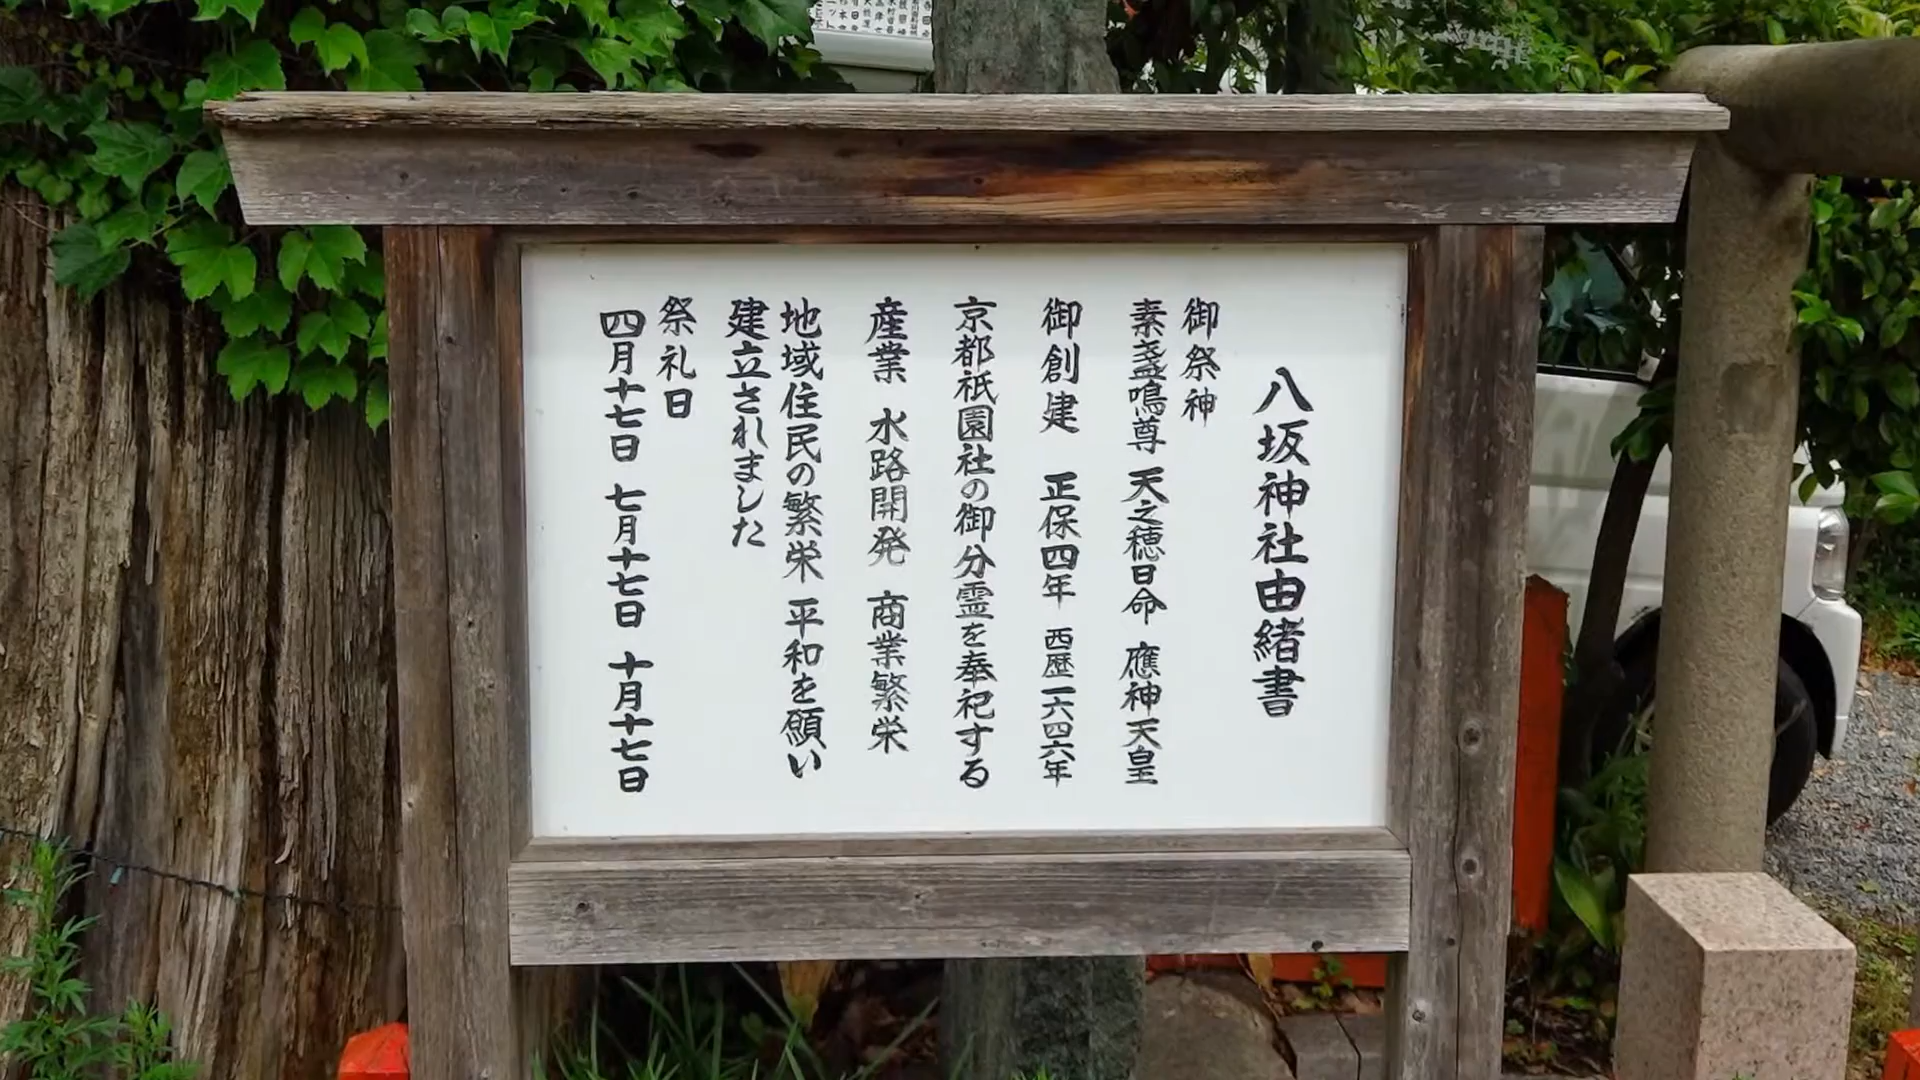 八坂神社由緒書
御祭神
素盞鳴尊 天之穂日命 應神天皇
御創建 正保四年 西歴一六四六年
京都祇園社の御分霊を奉祀する
産業 水路開発 商業繁栄
地域住民の繁栄 平和を願い
建立されました
祭礼日
四月十七日 七月十七日 十月十七日